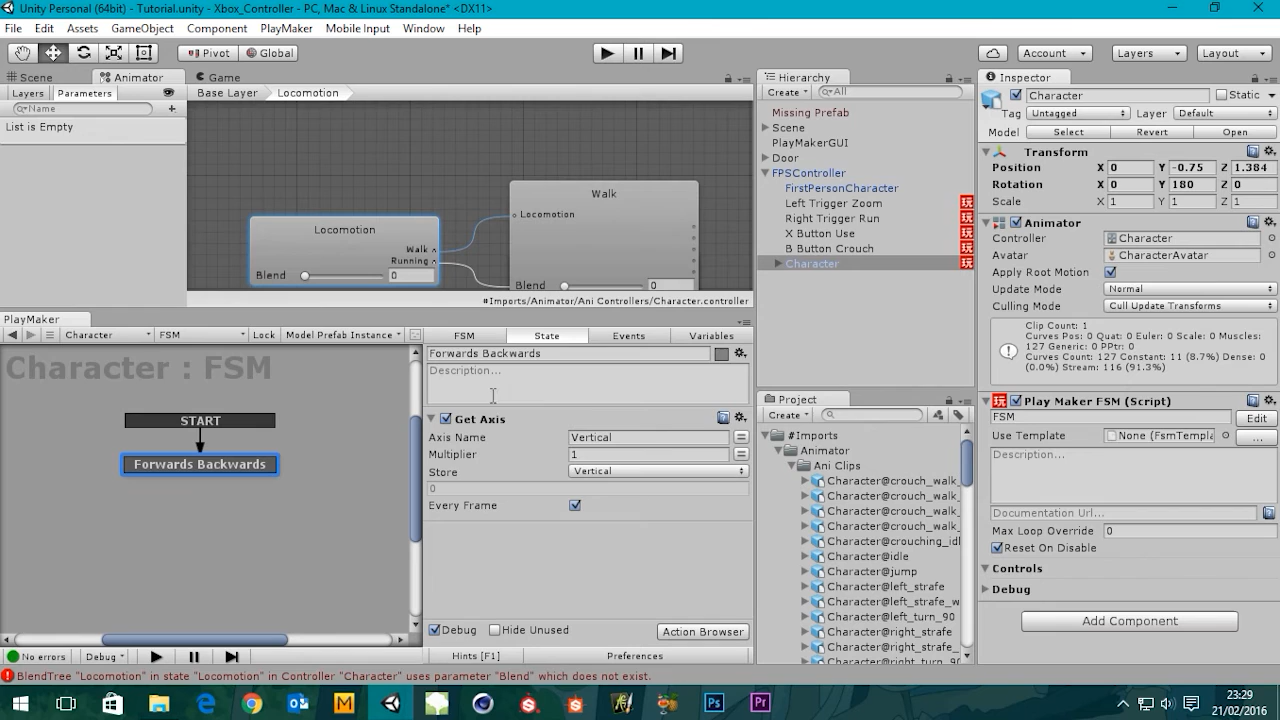 Unity Personal (64bit) - Tutorial.unity - Xbox_Controller - PC, Mac & Linux Standalone* <DX11>
File Edit Assets GameObject Component PlayMaker Mobile Input Window Help
Pivot Global Account Layers Layout
Scene Animator Game
Layers Parameters Base Layer Locomotion
Name
List is Empty
Locomotion
Walk
Running
Blend 0
Walk
Locomotion
Blend 0
#Imports/Animator/Ani Controllers/Character.controller
Hierarchy
Create All
Missing Prefab
Scene
PlayMakerGUI
Door
FPSController
FirstPersonCharacter
Left Trigger Zoom
Right Trigger Run
X Button Use
B Button Crouch
Character
Inspector
Character Static
Tag Untagged Layer Default
Model Select Revert Open
Transform
Position X 0 Y -0.75 Z 1.384
Rotation X 0 Y 180 Z 0
Scale X 1 Y 1 Z 1
Animator
Controller Character
Avatar CharacterAvatar
Apply Root Motion
Update Mode Normal
Culling Mode Cull Update Transforms
Clip Count: 1
Curves Count: 127 Pos: 0 Quat: 0 Euler: 0 Scale: 0 Muscles:
127 Generic: 0 PPtr: 0
Curves Count: 127 Constant: 11 (8.7%) Dense: 0
(0.0%) Stream: 116 (91.3%)
玩 Play Maker FSM (Script)
FSM Edit
Use Template None (FsmTempla ...
Description...
Documentation Url...
Max Loop Override 0
Reset On Disable
Controls
Debug
Add Component
PlayMaker
Character FSM Lock Model Prefab Instance
Character : FSM
START
Forwards Backwards
FSM State Events Variables
Forwards Backwards
Description...
Get Axis
Axis Name Vertical
Multiplier 1
Store Vertical
0
Every Frame
Debug Hide Unused Action Browser
No errors Debug Hints [F1] Preferences
Project
Create
#Imports
Animator
Ani Clips
Character@crouch_walk_
Character@crouch_walk_
Character@crouch_walk_
Character@crouch_walk_
Character@crouching_idl
Character@idle
Character@jump
Character@left_strafe
Character@left_strafe_w
Character@left_turn_90
Character@right_strafe
Character@right_strafe_
Character@right_turn_90
BlendTree "Locomotion" in state "Locomotion" in Controller "Character" uses parameter "Blend" which does not exist.
23:29
21/02/2016